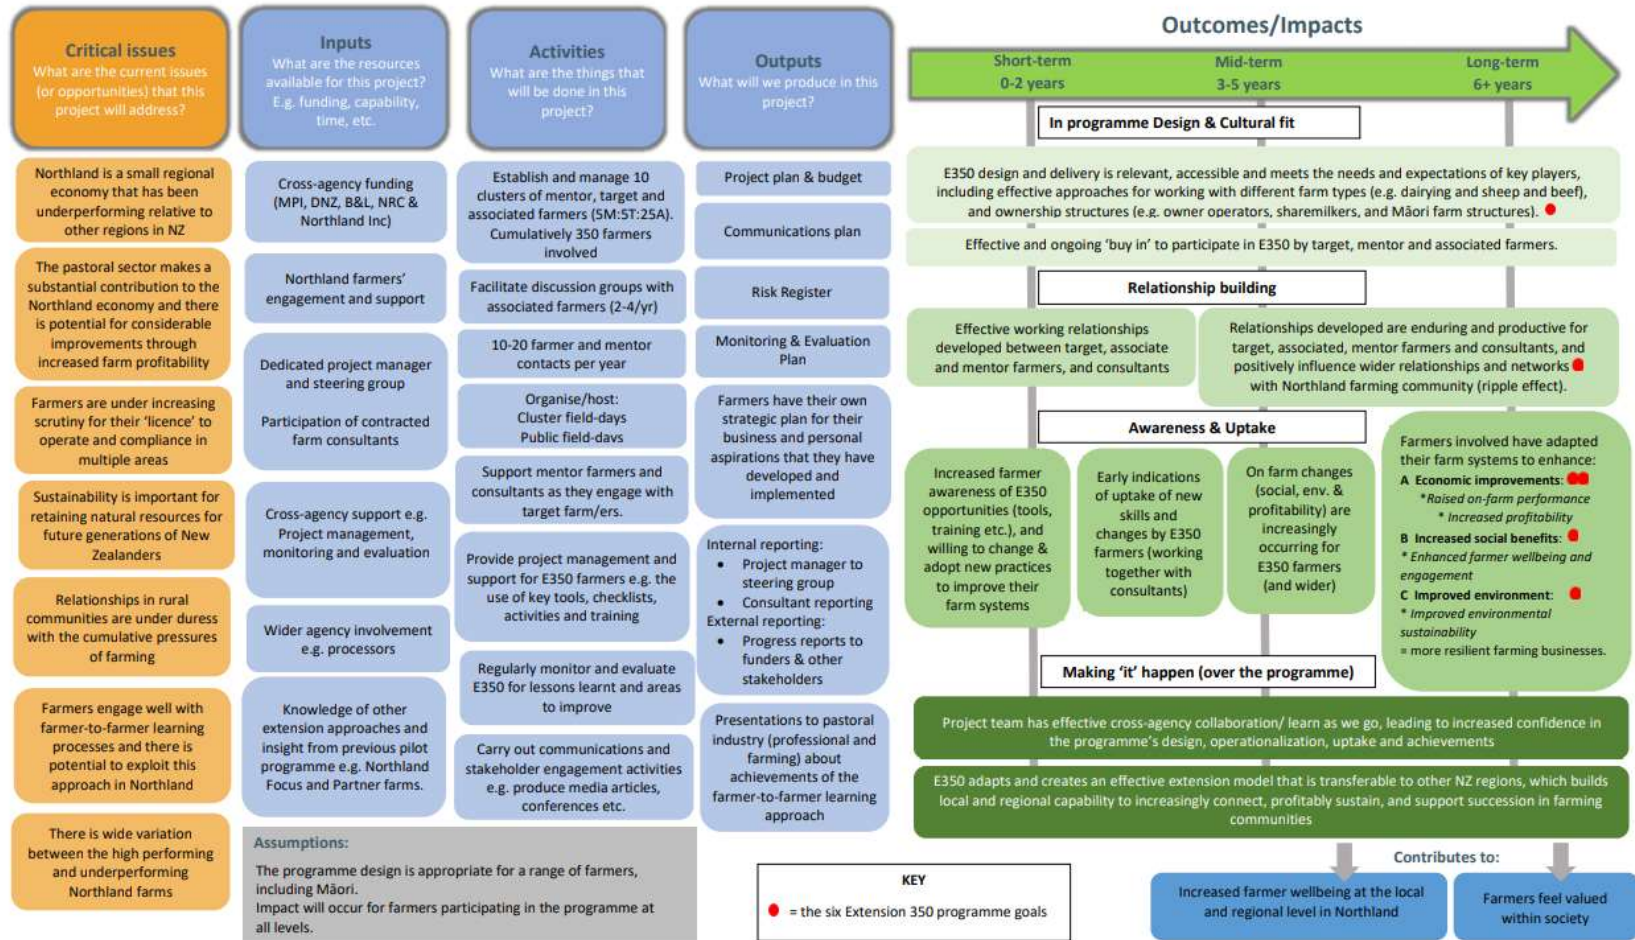 Critical issues
What are the current issues
(or opportunities) that this
project will address?
Northland is a small regional
economy that has been
underperforming relative to
other regions in NZ
The pastoral sector makes a
substantial contribution to the
Northland economy and there
is potential for considerable
improvements through
increased farm profitability
Farmers are under increasing
scrutiny for their 'licence' to
operate and compliance in
multiple areas
Sustainability is important for
retaining natural resources for
future generations of New
Zealanders
Relationships in rural
communities are under duress
with the cumulative pressures
of farming
Farmers engage well with
farmer-to-farmer learning
processes and there is
potential to exploit this
approach in Northland
There is wide variation
between the high performing
and underperforming
Northland farms
Inputs
What are the resources
available for this project?
E.g. funding, capability,
time, etc.
Cross-agency funding
(MPI, DNZ, B&L, NRC &
Northland Inc)
Northland farmers'
engagement and support
Dedicated project manager
and steering group
Participation of contracted
farm consultants
Cross-agency support e.g.
Project management,
monitoring and evaluation
Wider agency involvement
e.g. processors
Knowledge of other
extension approaches and
insight from previous pilot
programme e.g. Northland
Focus and Partner farms.
Activities
What are the things that
will be done in this
project?
Establish and manage 10
clusters of mentor, target and
associated farmers (5M:5T:25A).
Cumulatively 350 farmers
involved
Facilitate discussion groups with
associated farmers (2-4/yr)
10-20 farmer and mentor
contacts per year
Organise/host:
Cluster field-days
Public field-days
Support mentor farmers and
consultants as they engage with
target farm/ers.
Provide project management and
support for E350 farmers e.g. the
use of key tools, checklists,
activities and training
Regularly monitor and evaluate
E350 for lessons learnt and areas
to improve
Carry out communications and
stakeholder engagement activities
e.g. produce media articles,
conferences etc.
Outputs
What will we produce in this
project?
Project plan & budget
Communications plan
Risk Register
Monitoring & Evaluation
Plan
Farmers have their own
strategic plan for their
business and personal
aspirations that they have
developed and
implemented
Internal reporting:
• Project manager to
steering group
• Consultant reporting
External reporting:
• Progress reports to
funders & other
stakeholders
Presentations to pastoral
industry (professional and
farming) about
achievements of the
farmer-to-farmer learning
approach
Assumptions:
The programme design is appropriate for a range of farmers,
including Māori.
Impact will occur for farmers participating in the programme at
all levels.
Outcomes/Impacts
Short-term
0-2 years
Mid-term
3-5 years
Long-term
6+ years
In programme Design & Cultural fit
E350 design and delivery is relevant, accessible and meets the needs and expectations of key players,
including effective approaches for working with different farm types (e.g. dairying and sheep and beef),
and ownership structures (e.g. owner operators, sharemilkers, and Māori farm structures).
Effective and ongoing 'buy in' to participate in E350 by target, mentor and associated farmers.
Relationship building
Effective working relationships
developed between target, associate
and mentor farmers, and consultants
Relationships developed are enduring and productive for
target, associated, mentor farmers and consultants, and
positively influence wider relationships and networks
with Northland farming community (ripple effect).
Awareness & Uptake
Increased farmer
awareness of E350
opportunities (tools,
training etc.), and
willing to change &
adopt new practices
to improve their
farm systems
Early indications
of uptake of new
skills and
changes by E350
farmers (working
together with
consultants)
On farm changes
(social, env. &
profitability) are
increasingly
occurring for
E350 farmers
(and wider)
Farmers involved have adapted
their farm systems to enhance:
A Economic improvements:
*Raised on-farm performance
* Increased profitability
B Increased social benefits:
* Enhanced farmer wellbeing and
engagement
C Improved environment:
* Improved environmental
sustainability
= more resilient farming businesses.
Making 'it' happen (over the programme)
Project team has effective cross-agency collaboration/ learn as we go, leading to increased confidence in
the programme's design, operationalization, uptake and achievements
E350 adapts and creates an effective extension model that is transferable to other NZ regions, which builds
local and regional capability to increasingly connect, profitably sustain, and support succession in farming
communities
Contributes to:
Increased farmer wellbeing at the local
and regional level in Northland
Farmers feel valued
within society
KEY
= the six Extension 350 programme goals